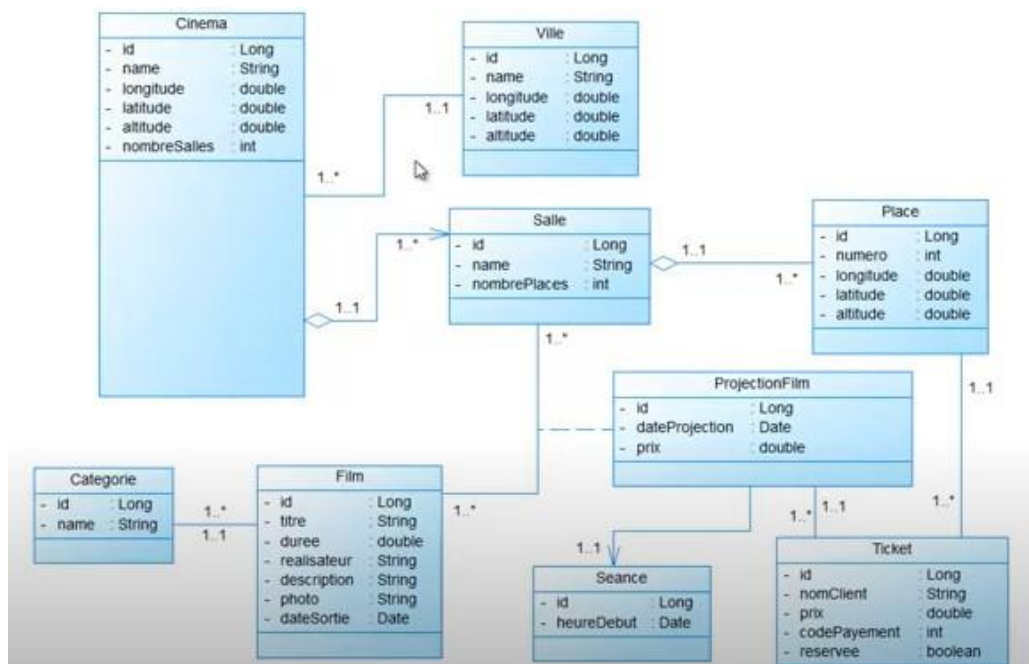 Cinema
- id : Long
- name : String
- longitude : double
- latitude : double
- altitude : double
- nombreSalles : int
Ville
- id : Long
- name : String
- longitude : double
- latitude : double
- altitude : double
1..1
1..*
Salle
- id : Long
- name : String
- nombrePlaces : int
1..*
1..1
Place
- id : Long
- numero : int
- longitude : double
- latitude : double
- altitude : double
1..1
1..*
1..*
1..1
ProjectionFilm
- id : Long
- dateProjection : Date
- prix : double
Categorie
- id : Long
- name : String
1..*
1..1
Film
- id : Long
- titre : String
- duree : double
- realisateur : String
- description : String
- photo : String
- dateSortie : Date
1..*
1..1
Seance
- id : Long
- heureDebut : Date
1..*
1..1
1..*
Ticket
- id : Long
- nomClient : String
- prix : double
- codePayement : int
- reservee : boolean